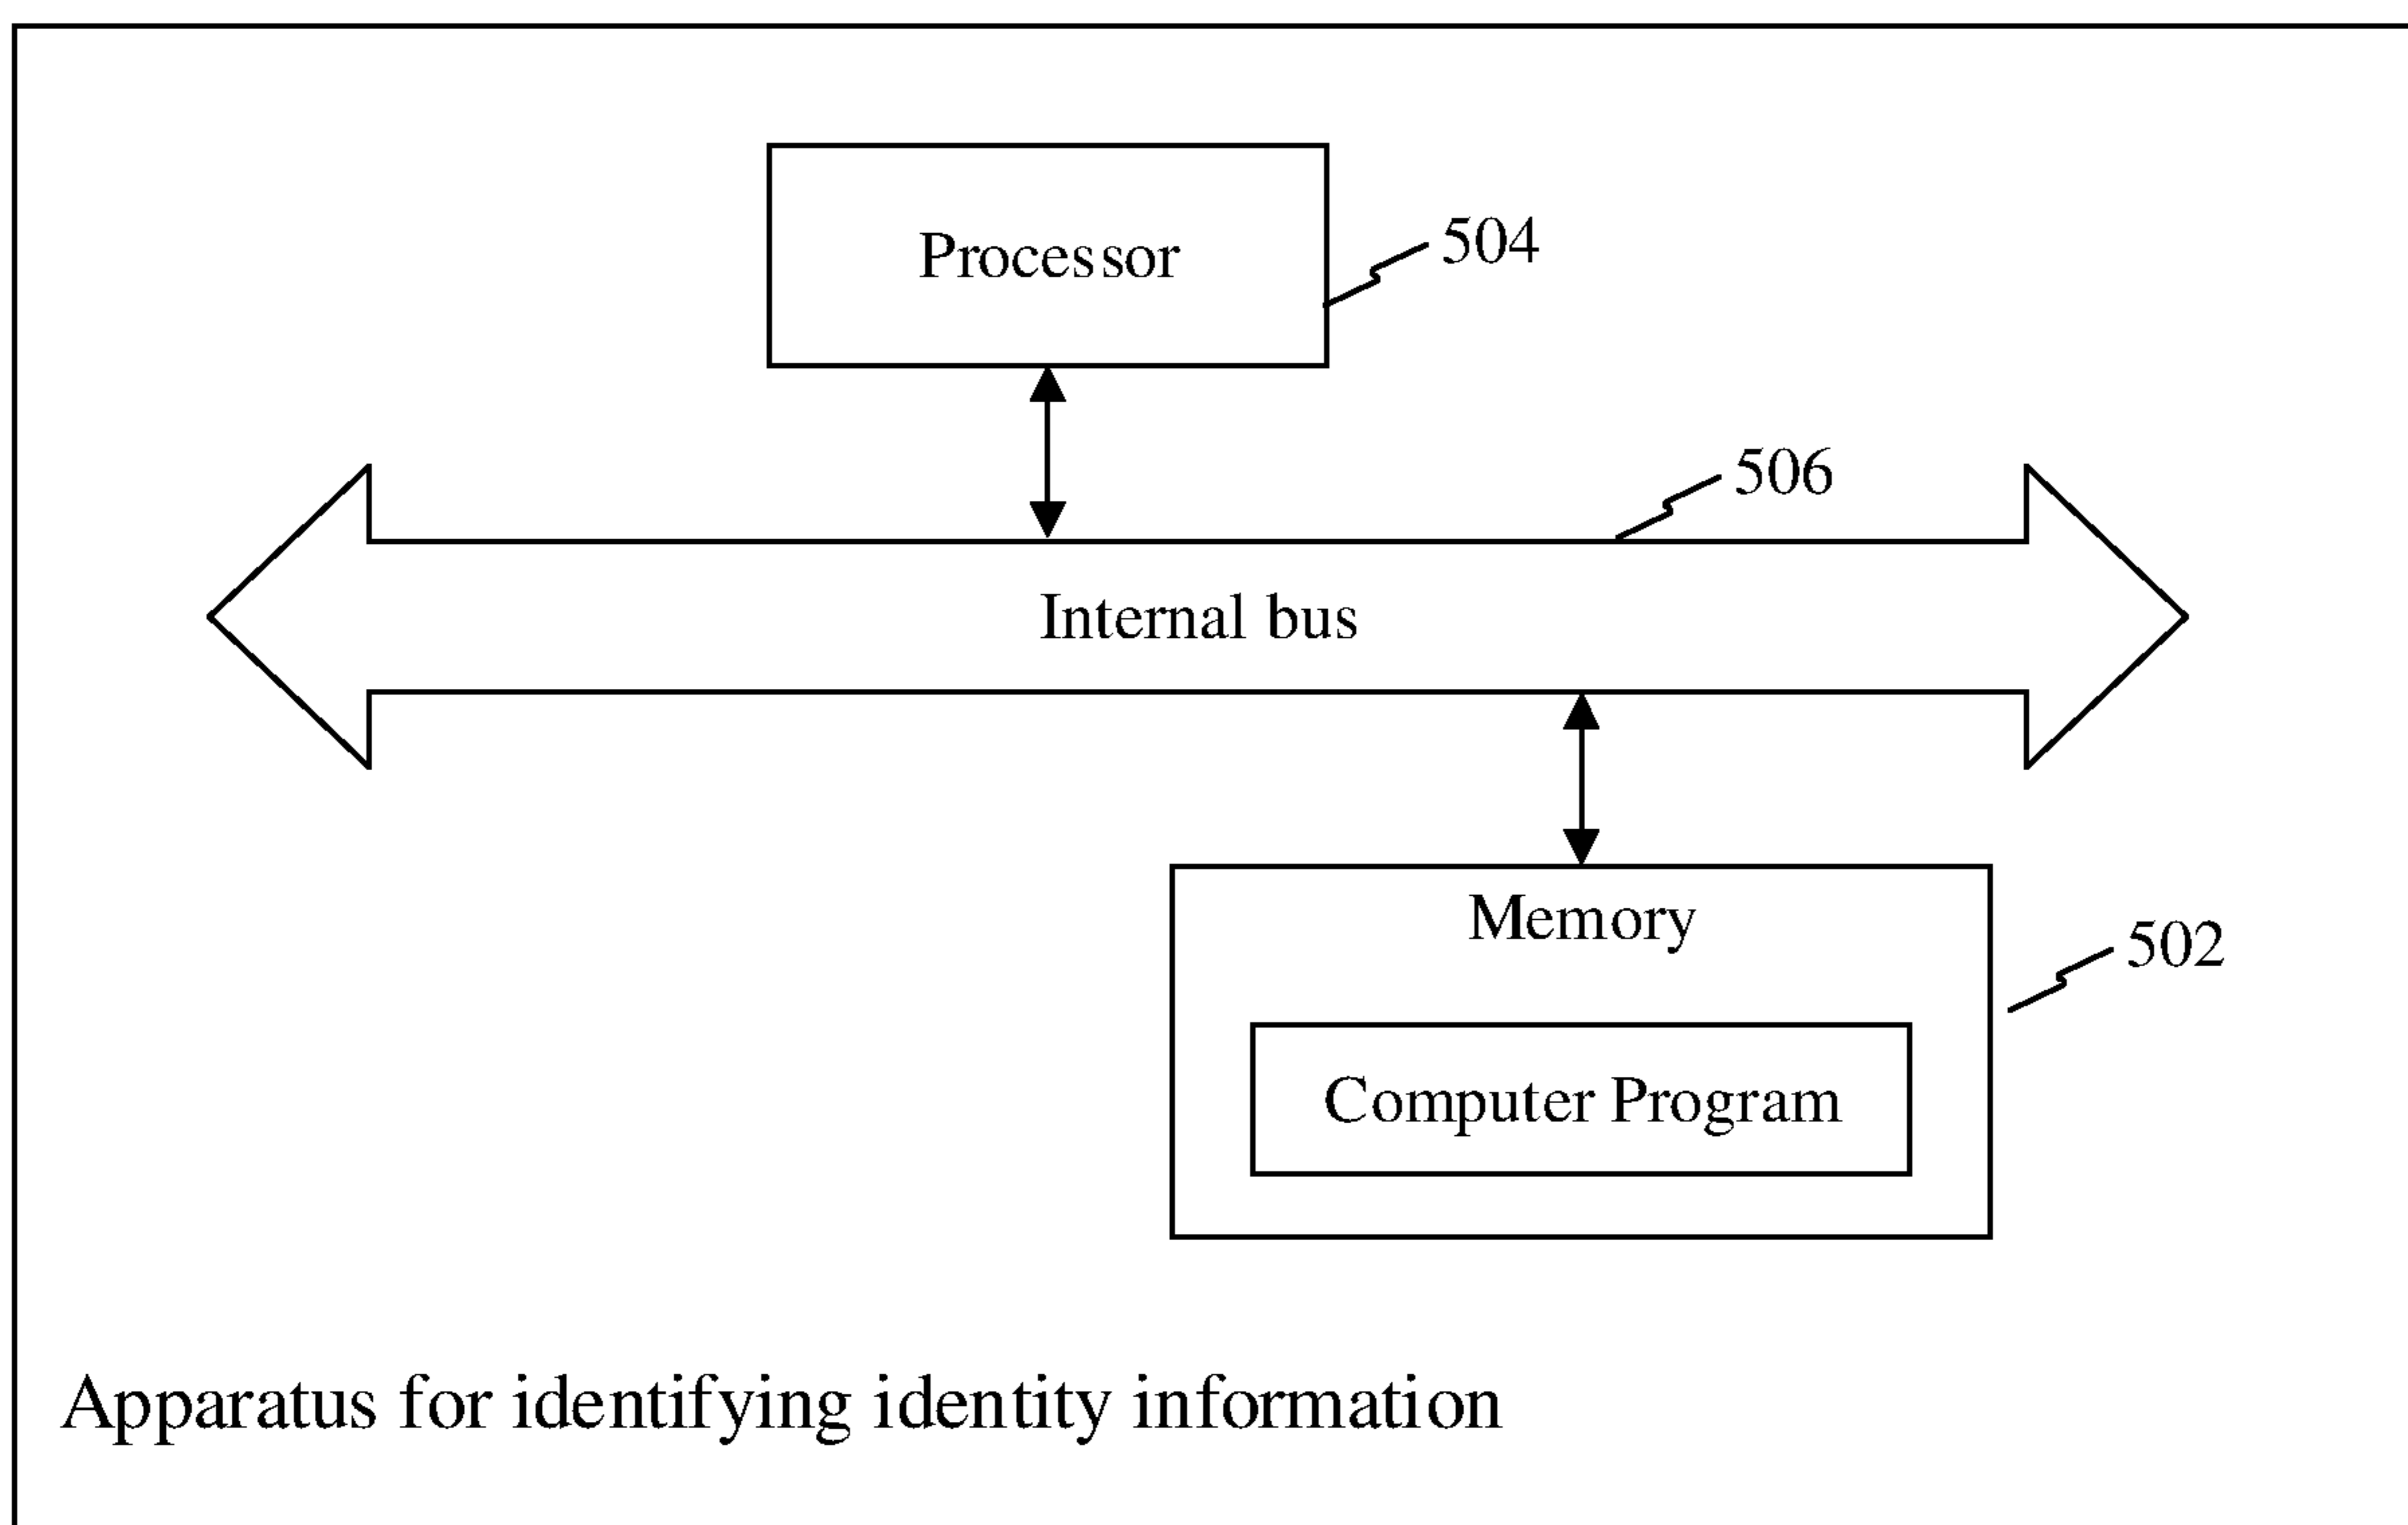 Processor
504
506
Internal bus
Memory
502
Computer Program
Apparatus for identifying identity information